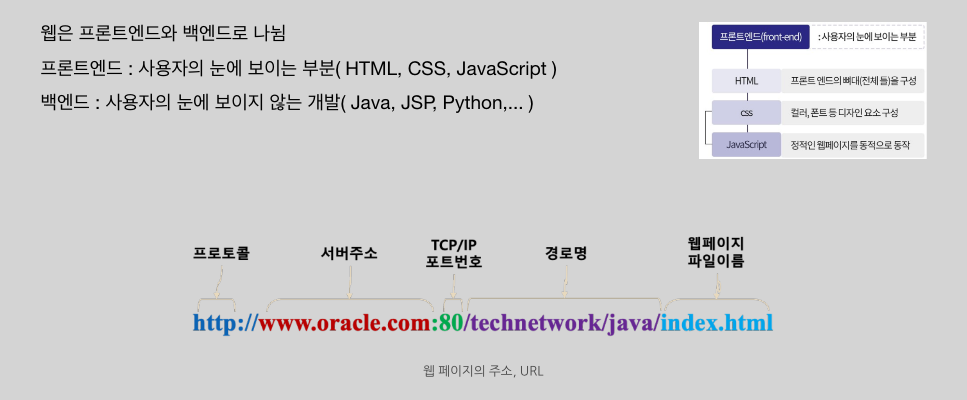 웹은 프론트엔드와 백엔드로 나뉨
프론트엔드 : 사용자의 눈에 보이는 부분( HTML, CSS, JavaScript )
백엔드 : 사용자의 눈에 보이지 않는 개발( Java, JSP, Python,... )
프론트엔드(front-end) : 사용자의 눈에 보이는 부분
HTML 프론트 엔드의 뼈대(전체 틀)을 구성
css 컬러, 폰트 등 디자인 요소 구성
JavaScript 정적인 웹페이지를 동적으로 동작
프로토콜
서버주소
TCP/IP
포트번호
경로명
웹페이지
파일이름
http://www.oracle.com:80/technetwork/java/index.html
웹 페이지의 주소, URL